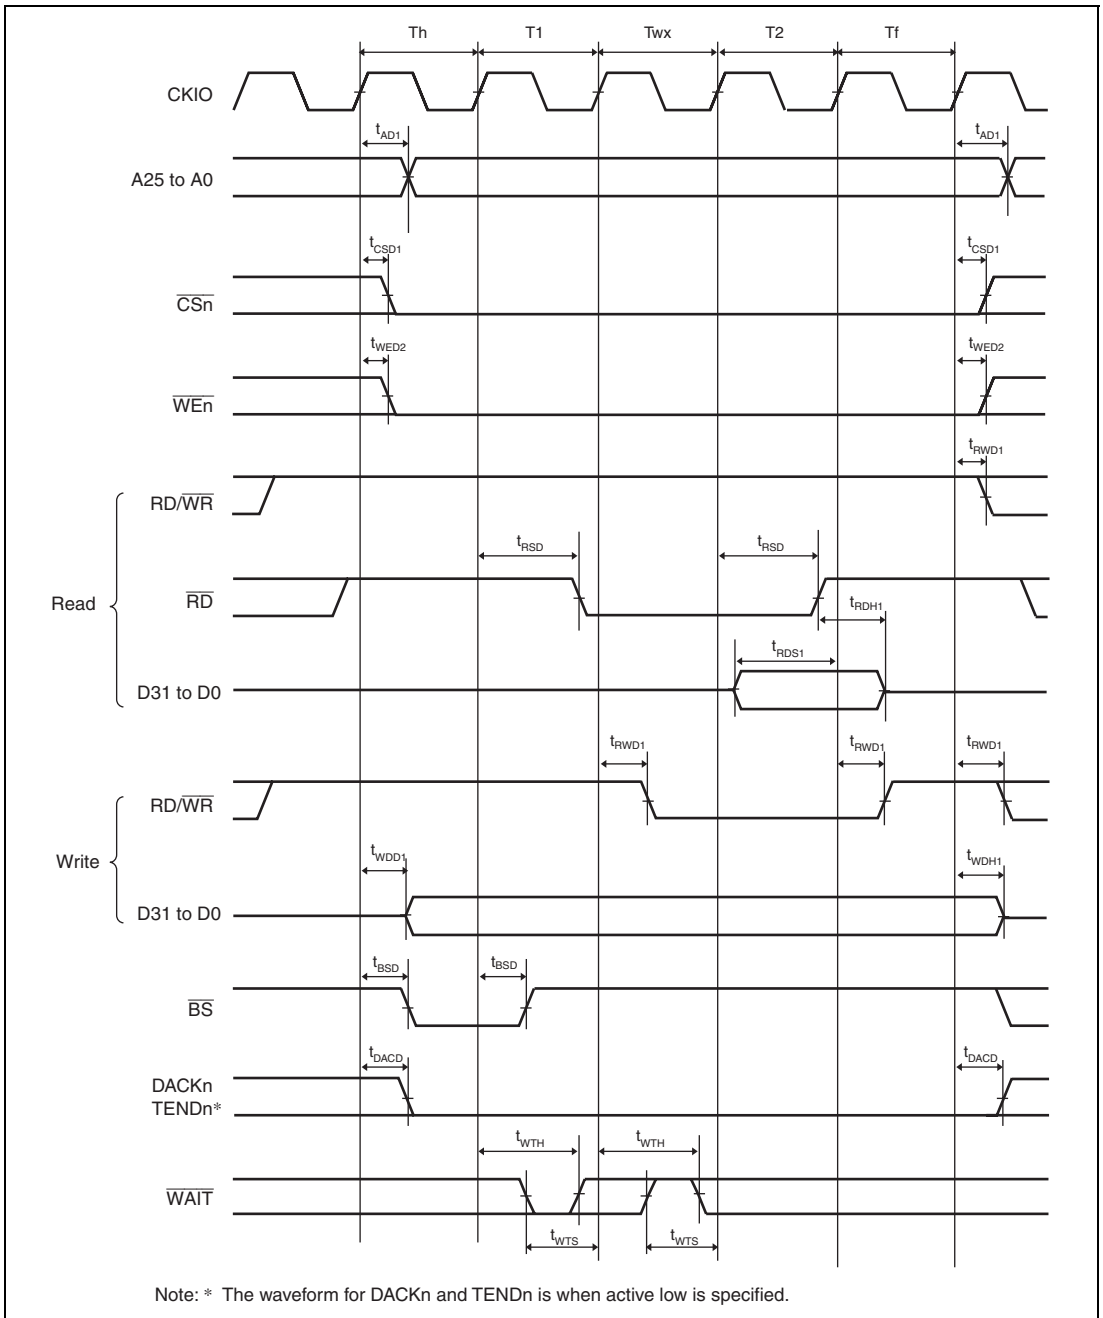 Th T1 Twx T2 Tf
CKIO
tAD1 tAD1
A25 to A0
tCSD1 tCSD1
CSn
tWED2 tWED2
WEn
tRWD1
RD/WR
tRSD tRSD
Read
RD
tRDH1
tRDS1
D31 to D0
tRWD1 tRWD1 tRWD1
RD/WR
Write
tWDD1 tWDH1
D31 to D0
tBSD tBSD
BS
tDACD tDACD
DACKn
TENDn*
tWTH tWTH
WAIT
tWTS tWTS
Note: * The waveform for DACKn and TENDn is when active low is specified.